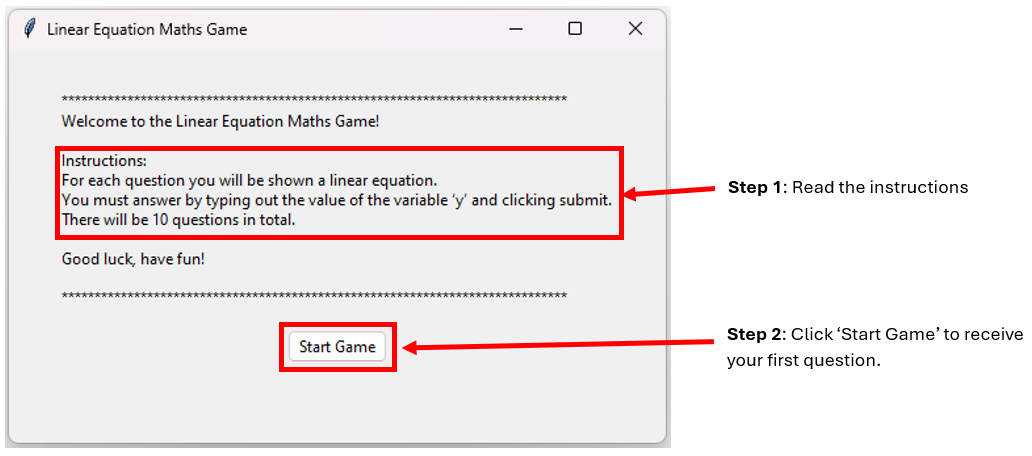 Linear Equation Maths Game
******************************************************************************
Welcome to the Linear Equation Maths Game!
Instructions:
For each question you will be shown a linear equation.
You must answer by typing out the value of the variable ‘y’ and clicking submit.
There will be 10 questions in total.
Good luck, have fun!
******************************************************************************
Start Game
Step 1: Read the instructions
Step 2: Click ‘Start Game’ to receive
your first question.